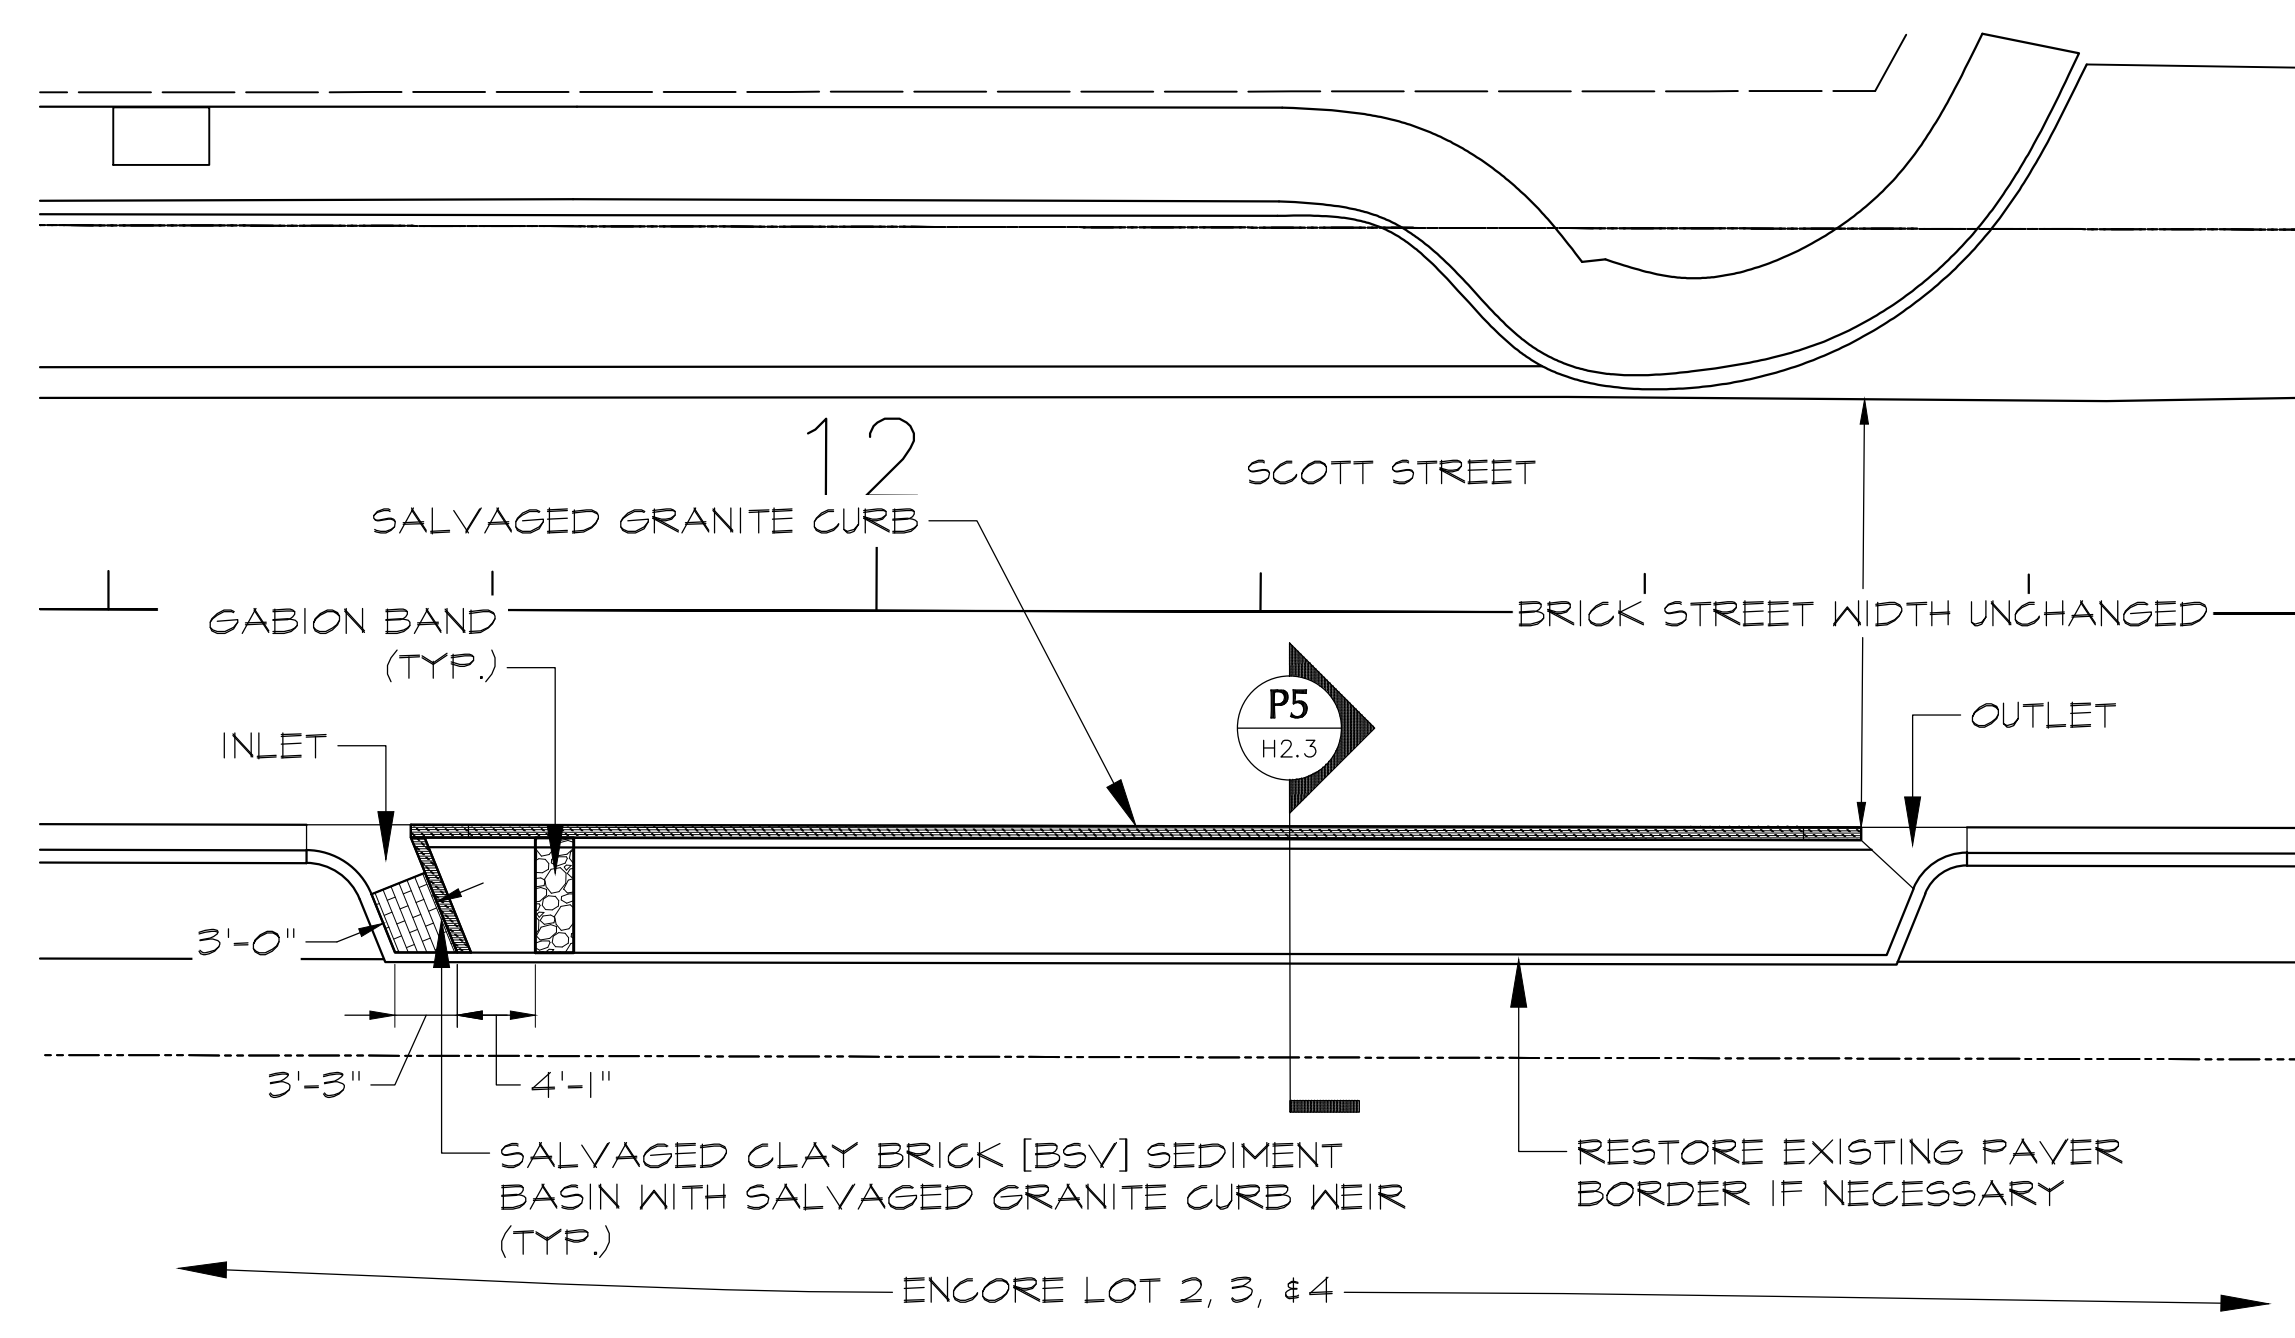 12
SCOTT STREET
SALVAGED GRANITE CURB
GABION BAND
(TYP.)
BRICK STREET WIDTH UNCHANGED
P5
H2.3
INLET
OUTLET
3'-0"
3'-3"
4'-1"
SALVAGED CLAY BRICK [BSV] SEDIMENT
BASIN WITH SALVAGED GRANITE CURB WEIR
(TYP.)
RESTORE EXISTING PAVER
BORDER IF NECESSARY
ENCORE LOT 2, 3, &4